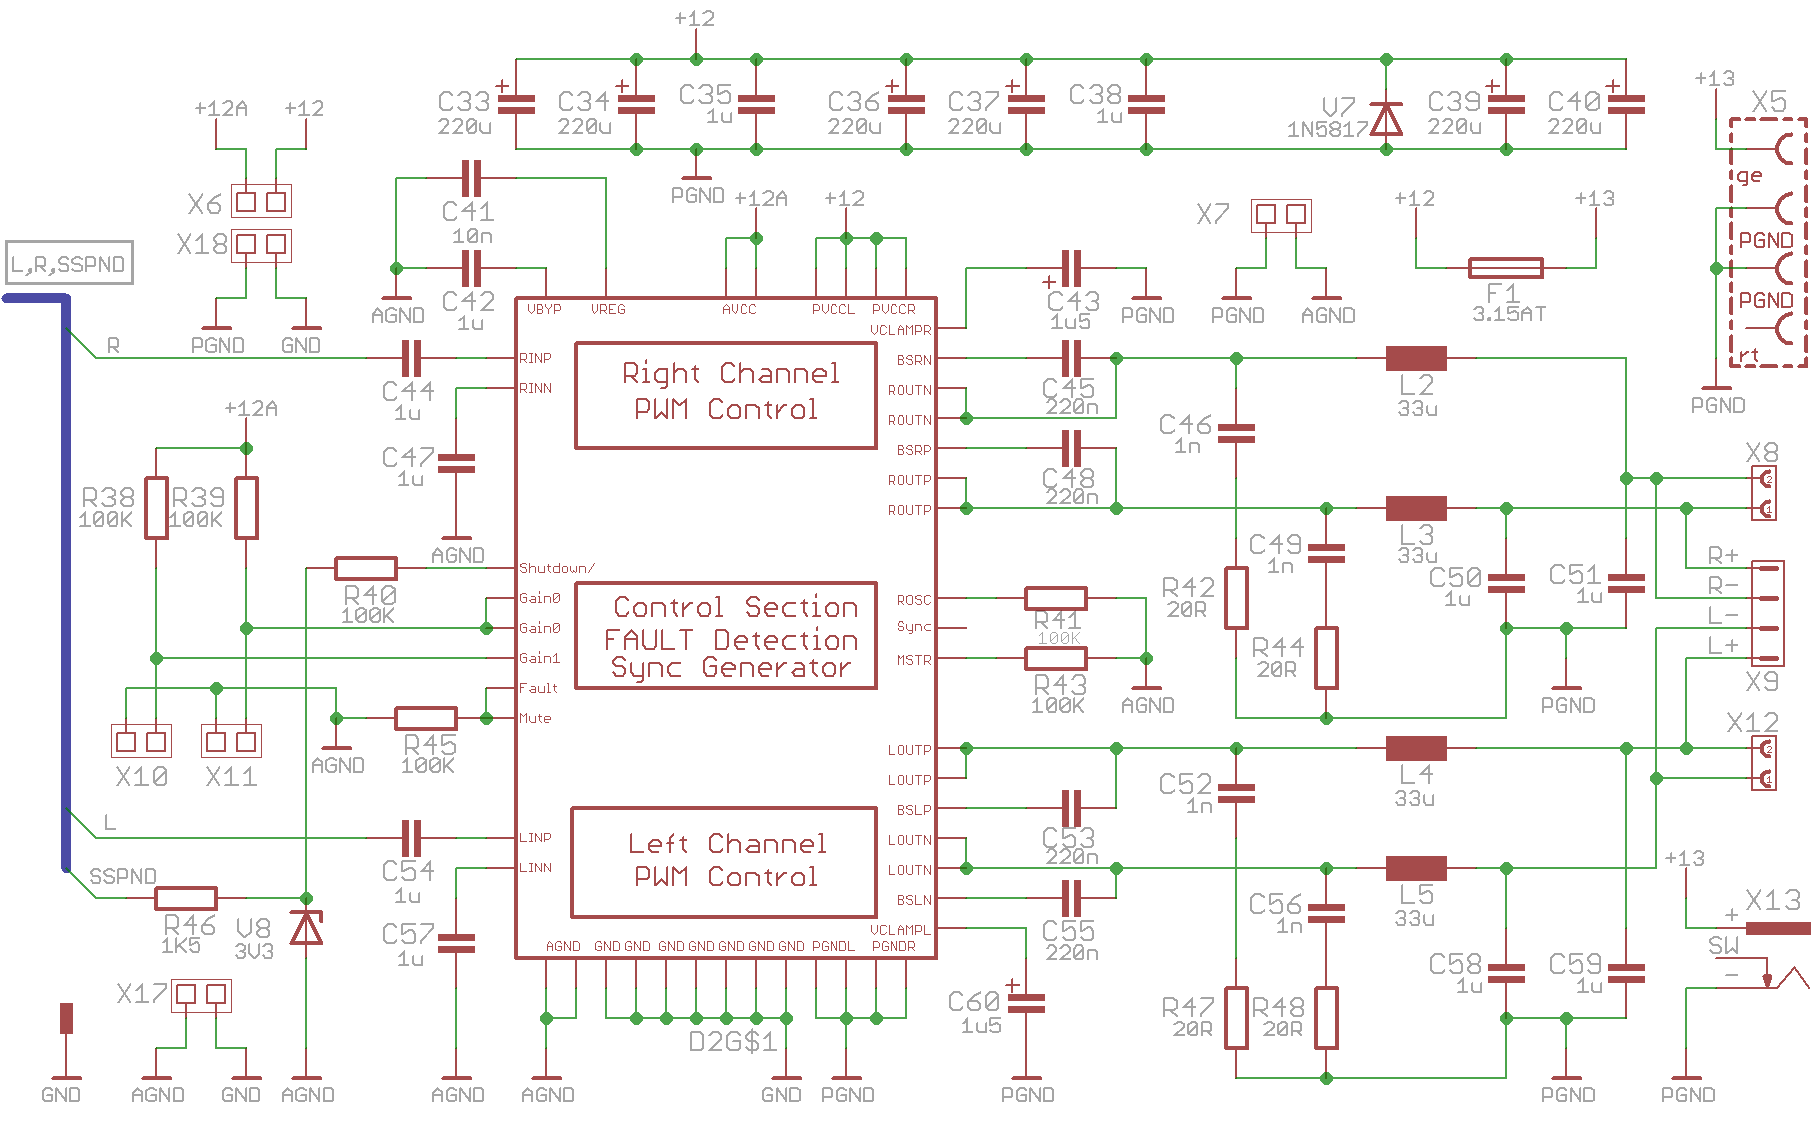 +12
+13
X5
ge
PGND
PGND
rt
PGND
C33
220u
C34
220u
C35
1u
C36
220u
C37
220u
C38
1u
V7
1N5817
C39
220u
C40
220u
PGND
+12A
+12
X6
X18
PGND
GND
L,R,SSPND
C41
10n
C42
1u
AGND
+12A
+12
X7
PGND
AGND
+12
+13
F1
3.15AT
VBYP
VREG
AVCC
PVCCL
PVCCR
VCLAMPR
C43
1u5
PGND
R
C44
1u
RINP
RINN
Right Channel
PWM Control
BSRN
ROUTN
ROUTN
BSRP
ROUTP
ROUTP
C45
220n
C48
220n
C46
1n
L2
33u
L3
33u
X8
2
1
+12A
R38
100K
R39
100K
C47
1u
AGND
R40
100K
Shutdown/
Gain0
Gain0
Gain1
Fault
Mute
Control Section
FAULT Detection
Sync Generator
ROSC
Sync
MSTR
R41
100K
R43
100K
AGND
R42
20R
C49
1n
R44
20R
C50
1u
C51
1u
PGND
R+
R-
L-
L+
X9
X10
X11
AGND
R45
100K
X12
2
1
L
C54
1u
LINP
LINN
Left Channel
PWM Control
LOUTP
LOUTP
BSLP
LOUTN
LOUTN
BSLN
VCLAMPL
C53
220n
C55
220n
C52
1n
L4
33u
L5
33u
C56
1n
SSPND
R46
1K5
V8
3V3
C57
1u
X17
GND
AGND
GND
AGND
AGND
AGND
GND
GND
GND
GND
GND
GND
GND
PGNDL
PGNDR
D2G$1
AGND
GND
PGND
C60
1u5
PGND
R47
20R
R48
20R
C58
1u
C59
1u
PGND
+13
X13
+
SW
-
PGND